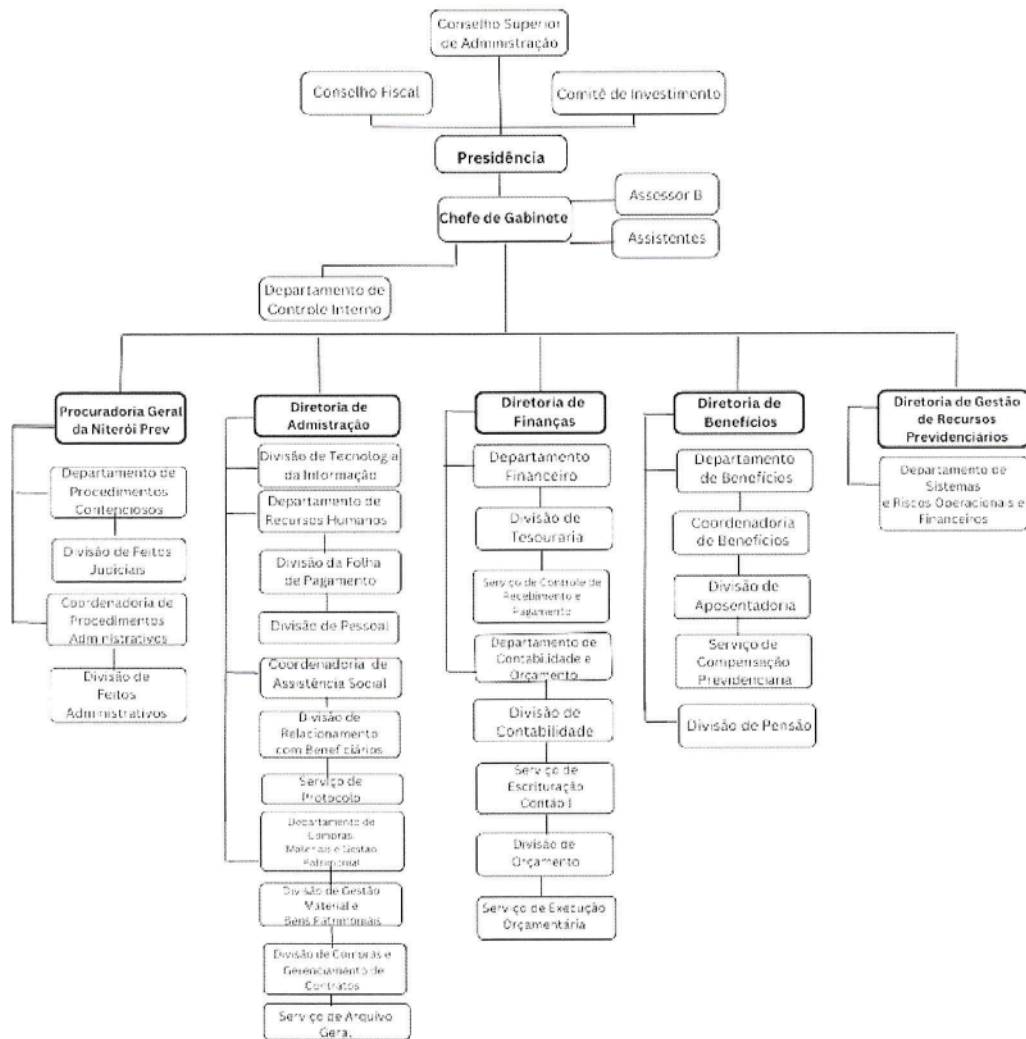 Conselho Superior
de Administração
Conselho Fiscal
Comitê de Investimento
Presidência
Chefe de Gabinete
Assessor B
Assistentes
Departamento de
Controle Interno
Procuradoria Geral
da Niterói Prev
Departamento de
Procedimentos
Contenciosos
Divisão de Feitos
Judiciais
Coordenadoria de
Procedimentos
Administrativos
Divisão de
Feitos
Administrativos
Diretoria de
Admistração
Divisão de Tecnologia
da Informação
Departamento de
Recursos Humanos
Divisão da Folha
de Pagamento
Divisão de Pessoal
Coordenadoria de
Assistência Social
Divisão de
Relacionamento
com Beneficiários
Serviço de
Protocolo
Departamento de
Compras
Materiais e Gestão
Patrimonial
Divisão de Gestão
Material e
Bens Patrimoniais
Divisão de Compras e
Gerenciamento de
Contratos
Serviço de Arquivo
Geral
Diretoria de
Finanças
Departamento
Financeiro
Divisão de
Tesouraria
Serviço de Controle de
Recebimento e
Pagamento
Departamento de
Contabilidade e
Orçamento
Divisão de
Contabilidade
Serviço de
Escrituração
Contábil
Divisão de
Orçamento
Serviço de Execução
Orçamentária
Diretoria de
Benefícios
Departamento
de Benefícios
Coordenadoria
de Benefícios
Divisão de
Aposentadoria
Serviço de
Compensação
Previdenciária
Divisão de Pensão
Diretoria de Gestão
de Recursos
Previdenciários
Departamento de
Sistemas
e Riscos Operacionais e
Financeiros